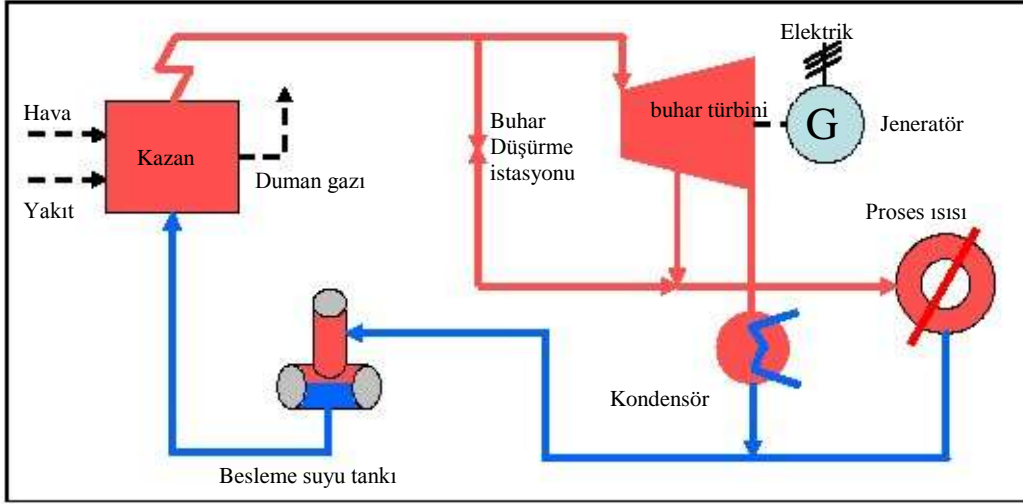 Elektrik
Hava
buhar türbini
G
Jeneratör
Buhar
Düşürme
istasyonu
Kazan
Duman gazı
Yakıt
Proses ısısı
Kondensör
Besleme suyu tankı